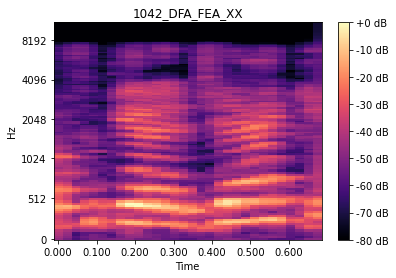 1042_DFA_FEA_XX
8192
4096
2048
1024
512
0
Hz
0.000 0.100 0.200 0.300 0.400 0.500 0.600
Time
+0 dB
-10 dB
-20 dB
-30 dB
-40 dB
-50 dB
-60 dB
-70 dB
-80 dB